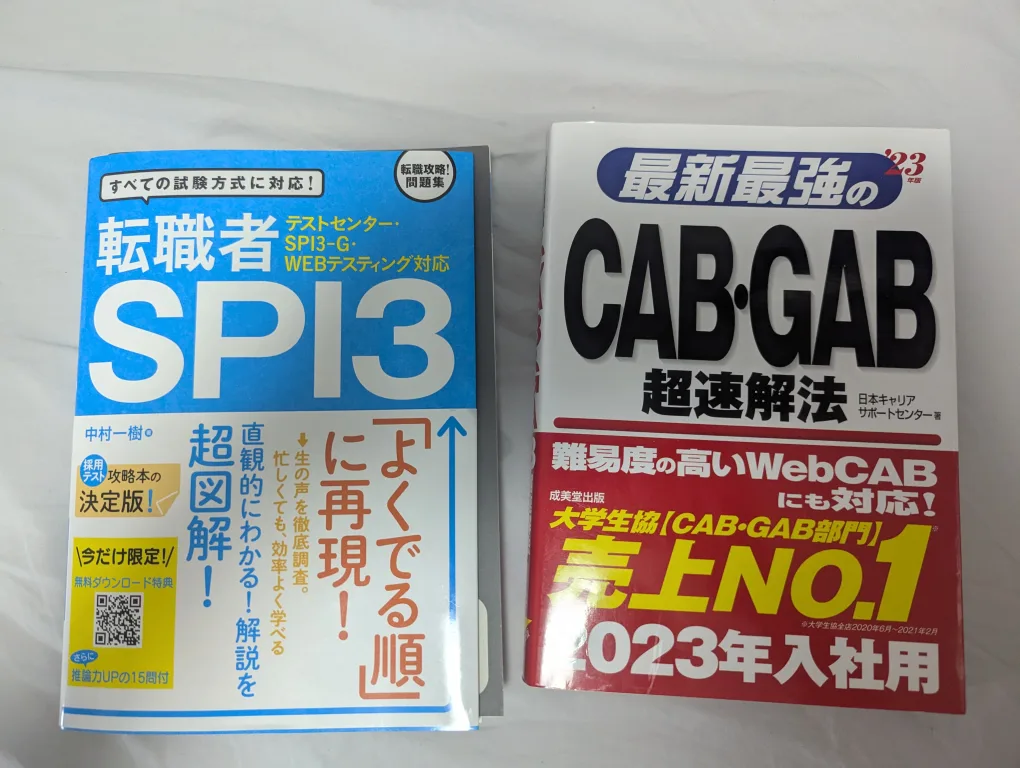 すべての試験方式に対応!
転職攻略!
問題集
転職者
テストセンター・
SPI3-G・
WEBテスティング対応
SPI3
中村一樹 著
採用
テスト
攻略本の
決定版!
\今だけ限定!/
無料ダウンロード特典
さらに
推論力UPの15問付
「よくでる順」
に再現!
→生の声を徹底調査。
忙しくても、効率よく学べる
直観的にわかる!解説を
超図解!
最新最強の
'23
年版
CAB・GAB
超速解法
日本キャリア
サポートセンター 著
難易度の高いWebCAB
にも対応!
成美堂出版
大学生協【CAB・GAB部門】
売上NO.1
※大学生協全店2020年6月~2021年2月
2023年入社用